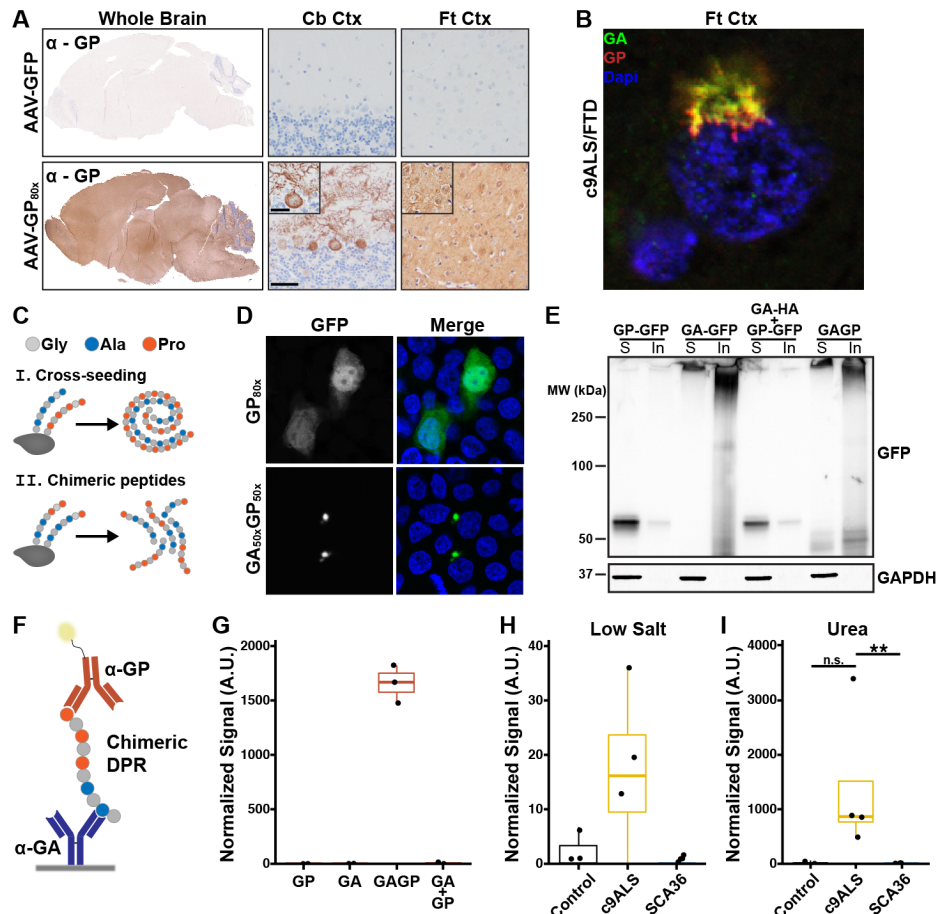 A
Whole Brain
Cb Ctx
Ft Ctx
AAV-GFP
α - GP
AAV-GP80x
α - GP
B
Ft Ctx
c9ALS/FTD
GA
GP
Dapi
C
Gly Ala Pro
I. Cross-seeding
II. Chimeric peptides
D
GFP
Merge
GP80x
GA50xGP50x
E
GP-GFP GA-GFP GA-HA + GP-GFP GAGP
S In S In S In S In
MW (kDa)
250
100
50
37
GFP
GAPDH
F
α-GP
Chimeric
DPR
α-GA
G
Normalized Signal (A.U.)
2000
1500
1000
500
0
GP GA GAGP GA + GP
H
Low Salt
Normalized Signal (A.U.)
40
30
20
10
0
Control c9ALS SCA36
I
Urea
n.s. **
Normalized Signal (A.U.)
4000
3000
2000
1000
0
Control c9ALS SCA36